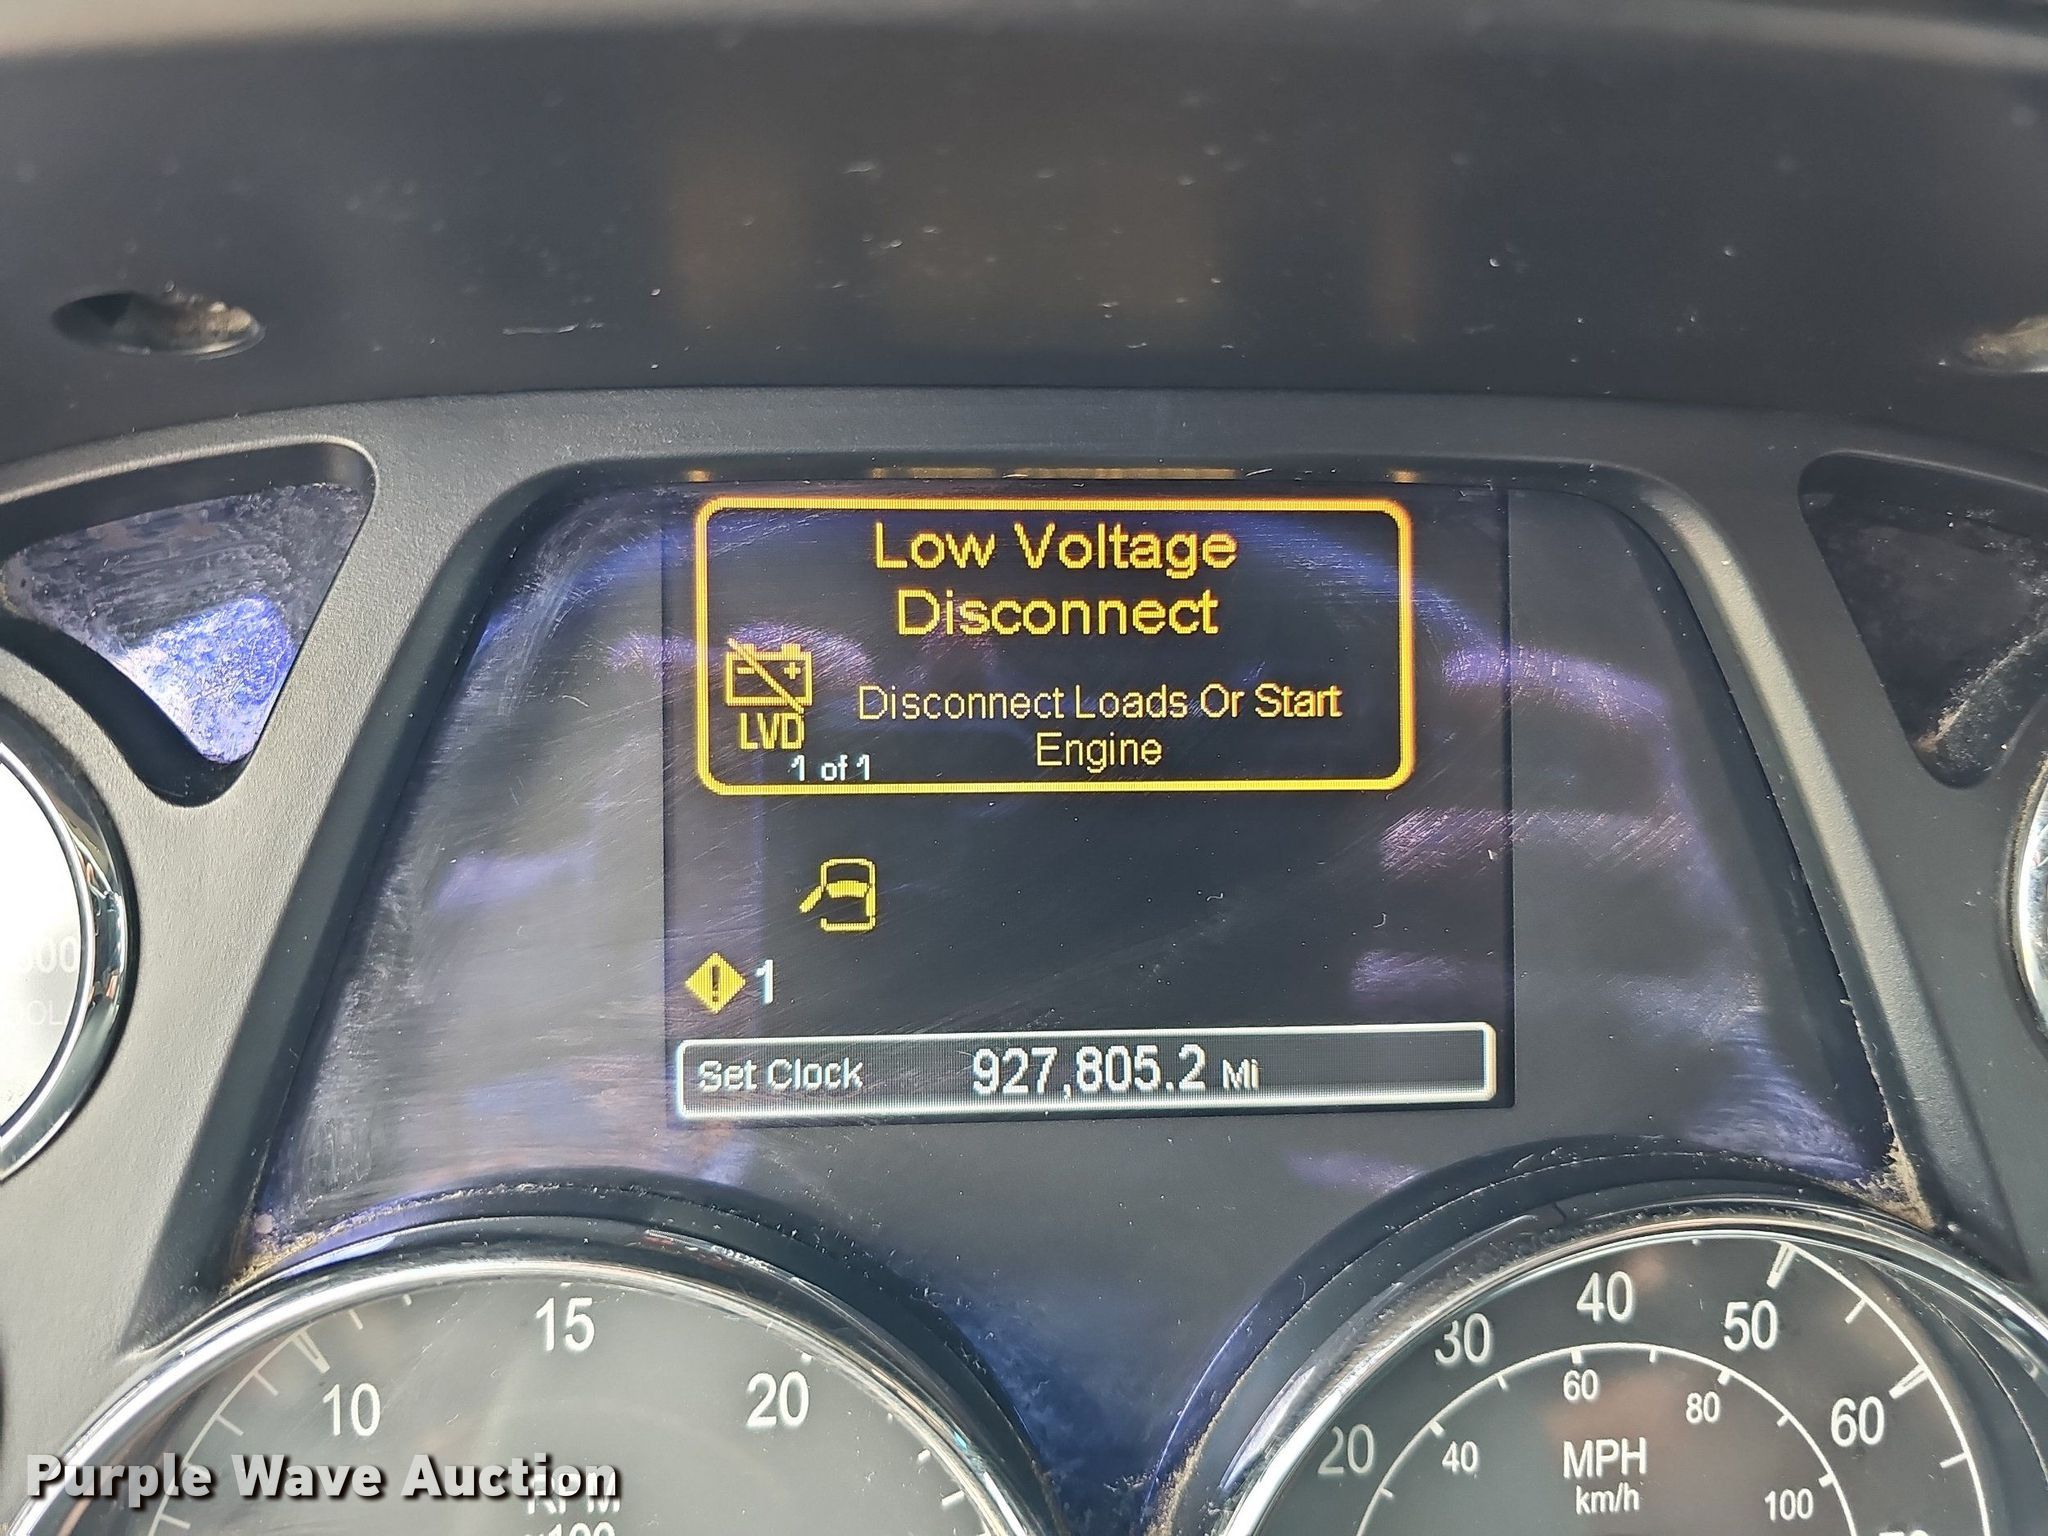 Low Voltage
Disconnect
LVD
Disconnect Loads Or Start
Engine
1 of 1
1
Set Clock 927,805.2 Mi
10
15
20
RPM
20
30
40
50
60
40
60
80
100
MPH
km/h
Purple Wave Auction